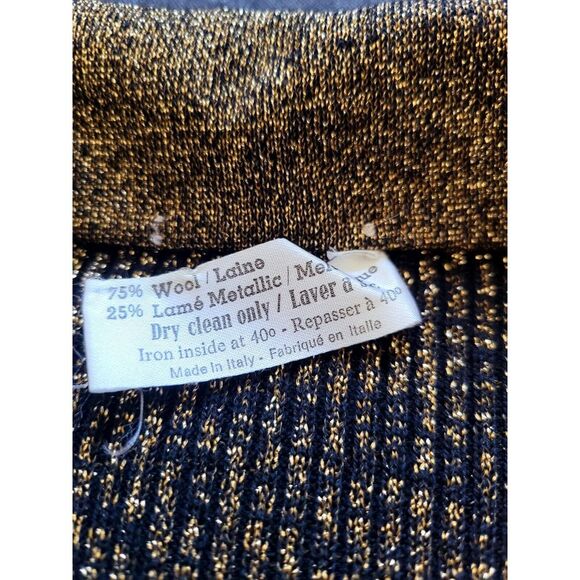 75% Wool / Laine
25% Lamé Metallic /
Dry clean only / Laver à
Iron inside at 40º - Repasser à 40º
Made in Italy - Fabriqué en Italie